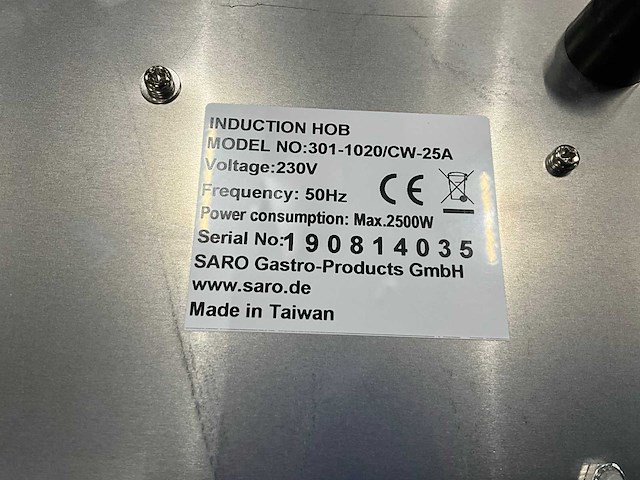 INDUCTION HOB
MODEL NO:301-1020/CW-25A
Voltage:230V
Frequency: 50Hz
CE
Power consumption: Max.2500W
Serial No:190814035
SARO Gastro-Products GmbH
www.saro.de
Made in Taiwan